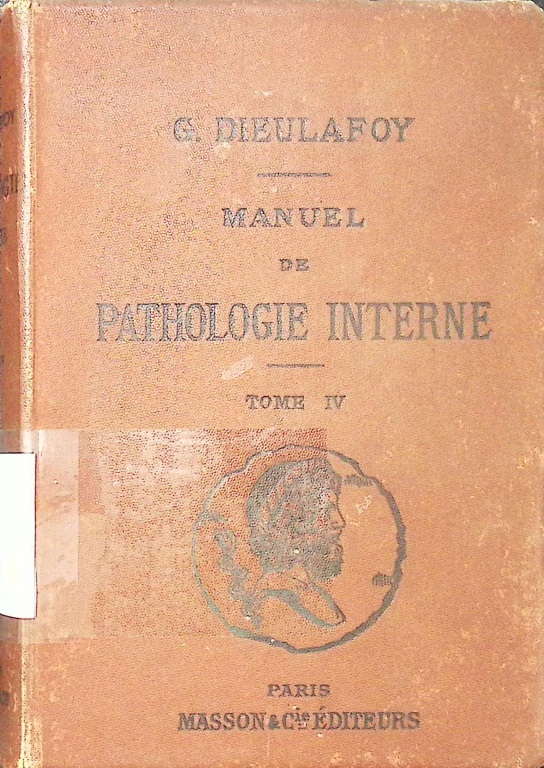 G. DIEULAFOY
MANUEL
DE
PATHOLOGIE INTERNE
TOME IV
PARIS
MASSON & Cie ÉDITEURS